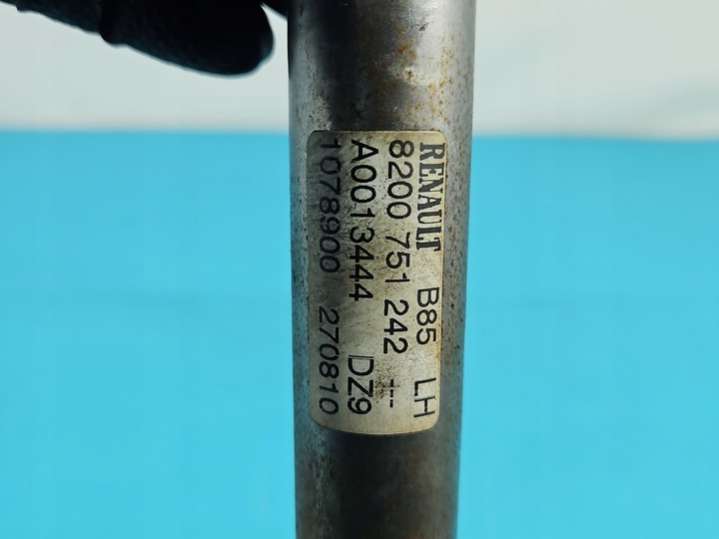 RENAULT B85 LH
8200 751 242 ---
A0013444 DZ9
1078900 270810